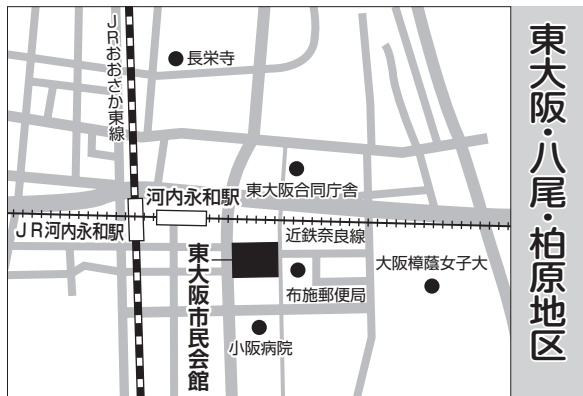 東大阪・八尾・柏原地区
JRおおさか東線
長栄寺
東大阪合同庁舎
河内永和駅
JR河内永和駅
近鉄奈良線
東大阪市民会館
布施郵便局
大阪樟蔭女子大
小阪病院